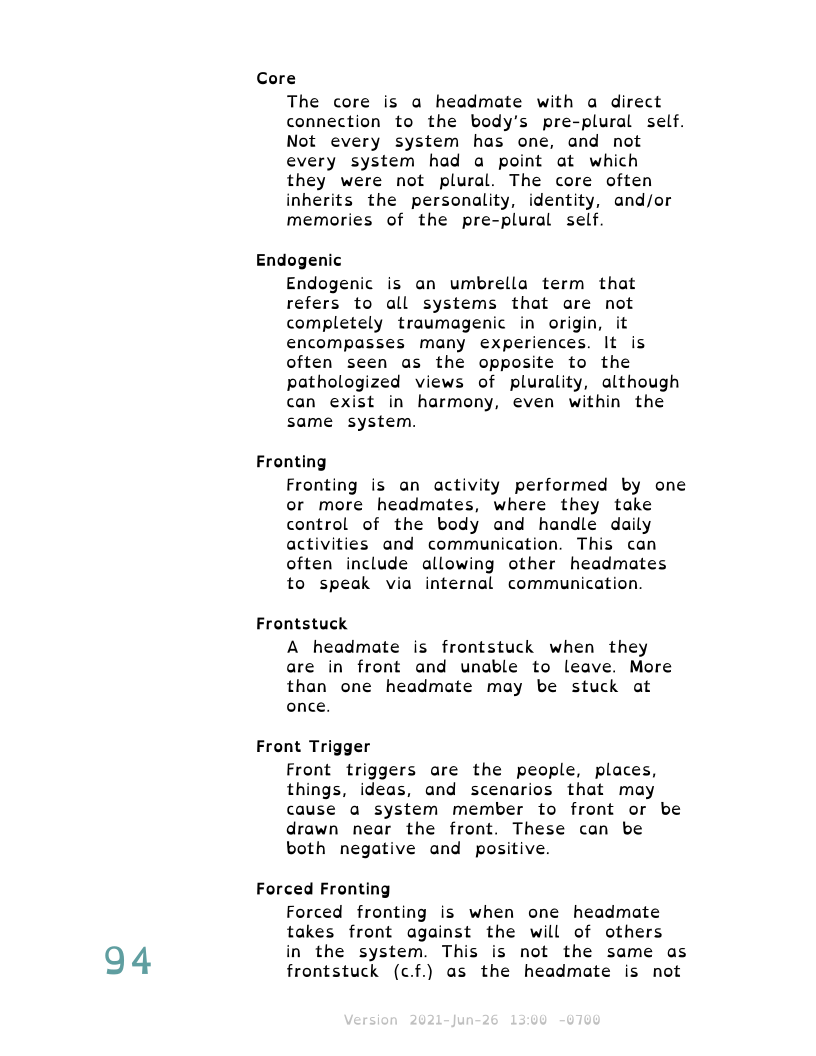 Core
The core is a headmate with a direct
connection to the body's pre-plural self.
Not every system has one, and not
every system had a point at which
they were not plural. The core often
inherits the personality, identity, and/or
memories of the pre-plural self.
Endogenic
Endogenic is an umbrella term that
refers to all systems that are not
completely traumagenic in origin, it
encompasses many experiences. It is
often seen as the opposite to the
pathologized views of plurality, although
can exist in harmony, even within the
same system.
Fronting
Fronting is an activity performed by one
or more headmates, where they take
control of the body and handle daily
activities and communication. This can
often include allowing other headmates
to speak via internal communication.
Frontstuck
A headmate is frontstuck when they
are in front and unable to leave. More
than one headmate may be stuck at
once.
Front Trigger
Front triggers are the people, places,
things, ideas, and scenarios that may
cause a system member to front or be
drawn near the front. These can be
both negative and positive.
Forced Fronting
Forced fronting is when one headmate
takes front against the will of others
in the system. This is not the same as
frontstuck (c.f.) as the headmate is not
94
Version 2021-Jun-26 13:00 -0700